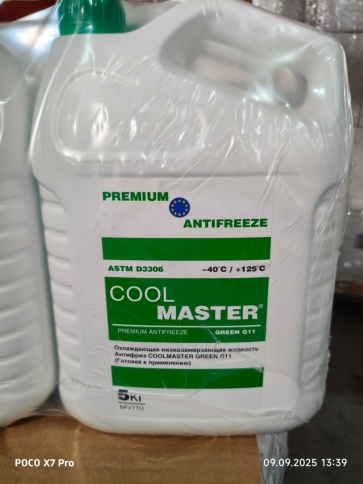 PREMIUM
ANTIFREEZE
ASTM D3306 –40°C / +125°C
COOL
MASTER®
PREMIUM ANTIFREEZE GREEN G11
Охлаждающая низкозамерзающая жидкость
Антифриз COOLMASTER GREEN G11
(Готовая к применению)
5Кг
БРУТТО
POCO X7 Pro
09.09.2025 13:39